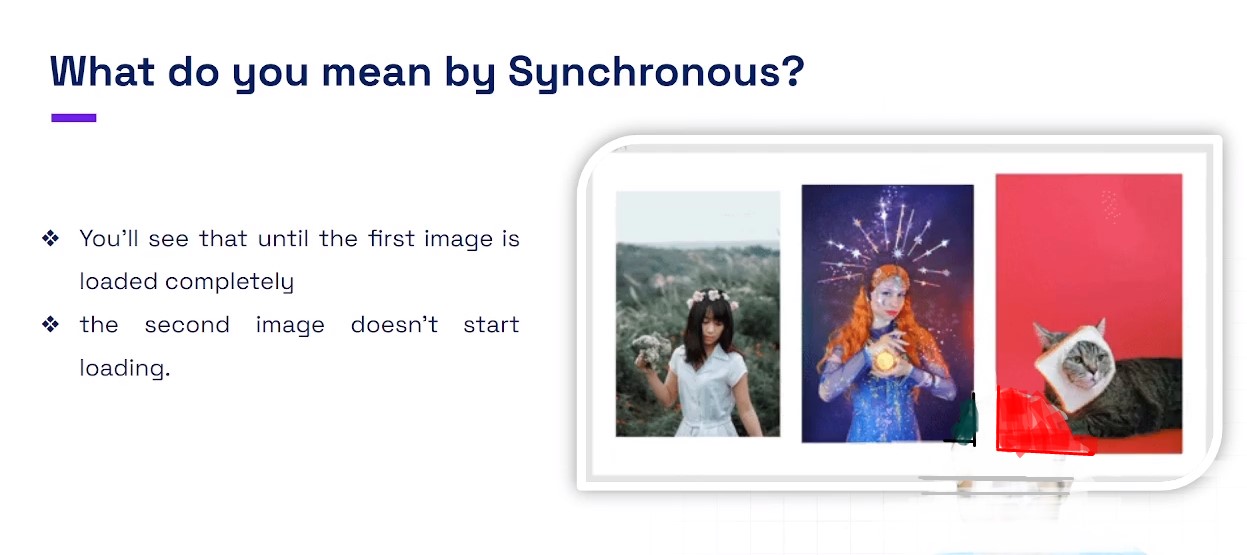 What do you mean by Synchronous?
❖ You'll see that until the first image is
loaded completely
❖ the second image doesn't start
loading.